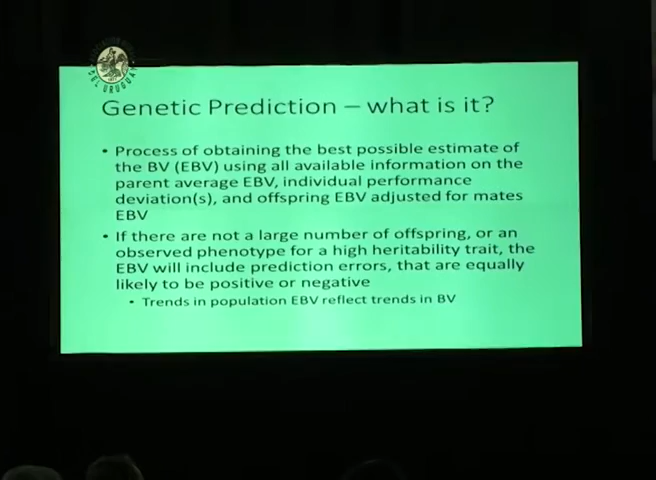 DEL URUGUAY
Genetic Prediction – what is it?
• Process of obtaining the best possible estimate of
the BV (EBV) using all available information on the
parent average EBV, individual performance
deviation(s), and offspring EBV adjusted for mates
EBV
• If there are not a large number of offspring, or an
observed phenotype for a high heritability trait, the
EBV will include prediction errors, that are equally
likely to be positive or negative
• Trends in population EBV reflect trends in BV